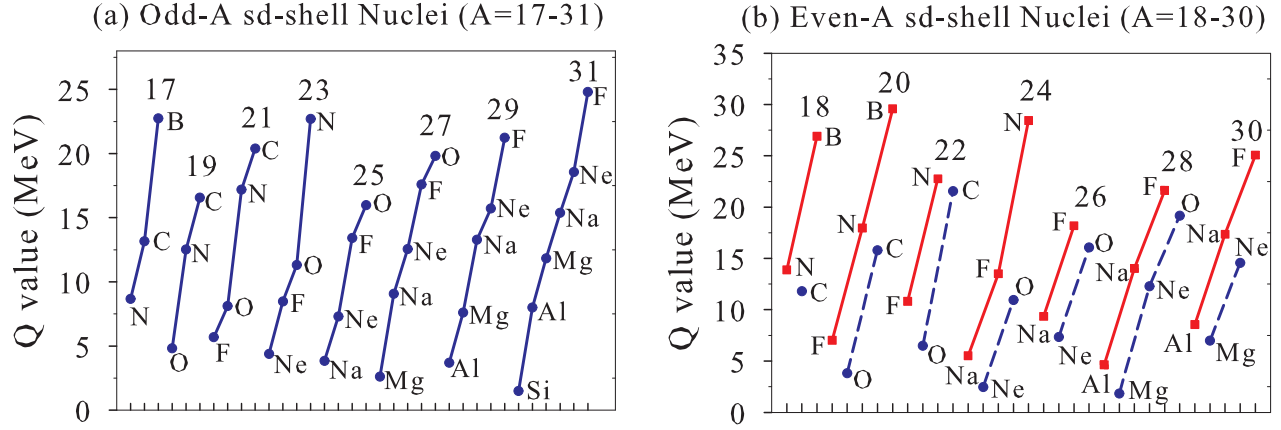 (a) Odd-A sd-shell Nuclei (A=17-31)
Q value (MeV)
25
20
15
10
5
0
17
B
C
N
19
C
N
O
21
C
N
O
F
23
N
O
F
Ne
25
O
F
Ne
Na
27
O
F
Ne
Na
Mg
29
F
Ne
Na
Mg
Al
31
F
Ne
Na
Mg
Al
Si
(b) Even-A sd-shell Nuclei (A=18-30)
Q value (MeV)
35
30
25
20
15
10
5
0
18
B
N
C
20
B
N
F
C
O
22
N
F
C
O
24
N
F
Na
O
Ne
26
F
Na
O
Ne
28
F
Na
Al
O
Ne
Mg
30
F
Na
Al
Ne
Mg